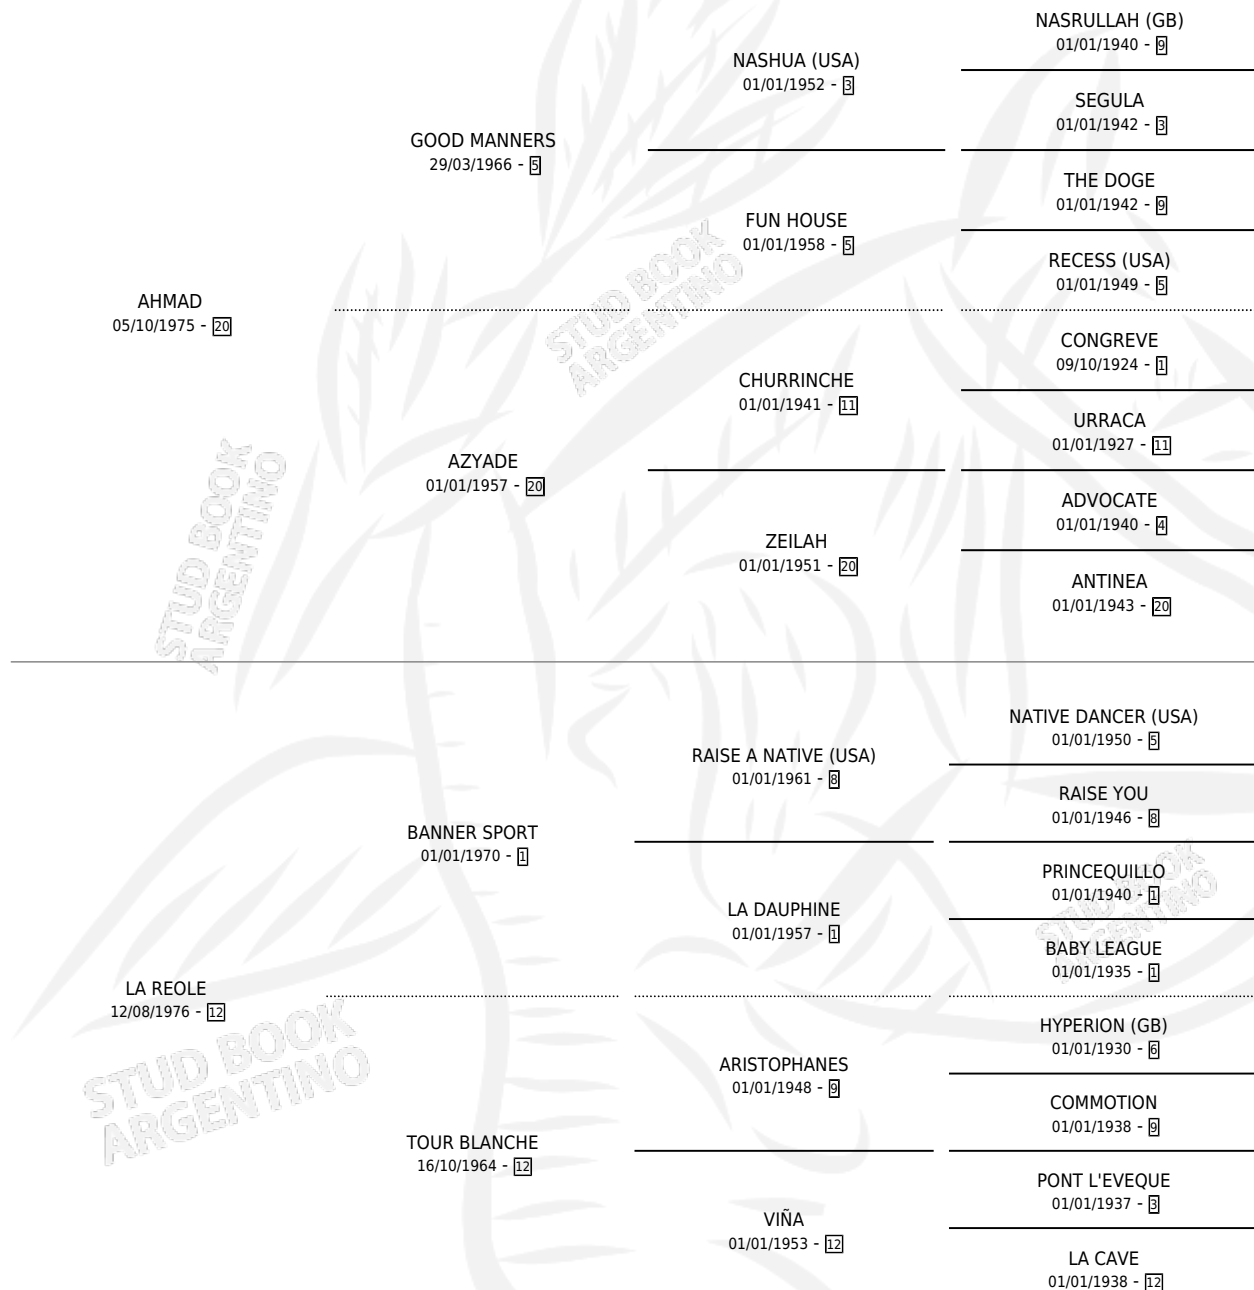 NASRULLAH (GB)
01/01/1940 - 9
NASHUA (USA)
01/01/1952 - 3
SEGULA
01/01/1942 - 3
GOOD MANNERS
29/03/1966 - 5
THE DOGE
01/01/1942 - 9
FUN HOUSE
01/01/1958 - 5
RECESS (USA)
01/01/1949 - 5
AHMAD
05/10/1975 - 20
CONGREVE
09/10/1924 - 1
CHURRINCHE
01/01/1941 - 11
URRACA
01/01/1927 - 11
AZYADE
01/01/1957 - 20
ADVOCATE
01/01/1940 - 4
ZEILAH
01/01/1951 - 20
ANTINEA
01/01/1943 - 20
NATIVE DANCER (USA)
01/01/1950 - 5
RAISE A NATIVE (USA)
01/01/1961 - 8
RAISE YOU
01/01/1946 - 8
BANNER SPORT
01/01/1970 - 1
PRINCEQUILLO
01/01/1940 - 1
LA DAUPHINE
01/01/1957 - 1
BABY LEAGUE
01/01/1935 - 1
LA REOLE
12/08/1976 - 12
HYPERION (GB)
01/01/1930 - 6
ARISTOPHANES
01/01/1948 - 9
COMMOTION
01/01/1938 - 9
TOUR BLANCHE
16/10/1964 - 12
PONT L'EVEQUE
01/01/1937 - 3
VIÑA
01/01/1953 - 12
LA CAVE
01/01/1938 - 12
STUD BOOK
ARGENTINO
STUD BOOK
ARGENTINO
STUD BOOK
ARGENTINO
STUD BOOK
ARGENTINO